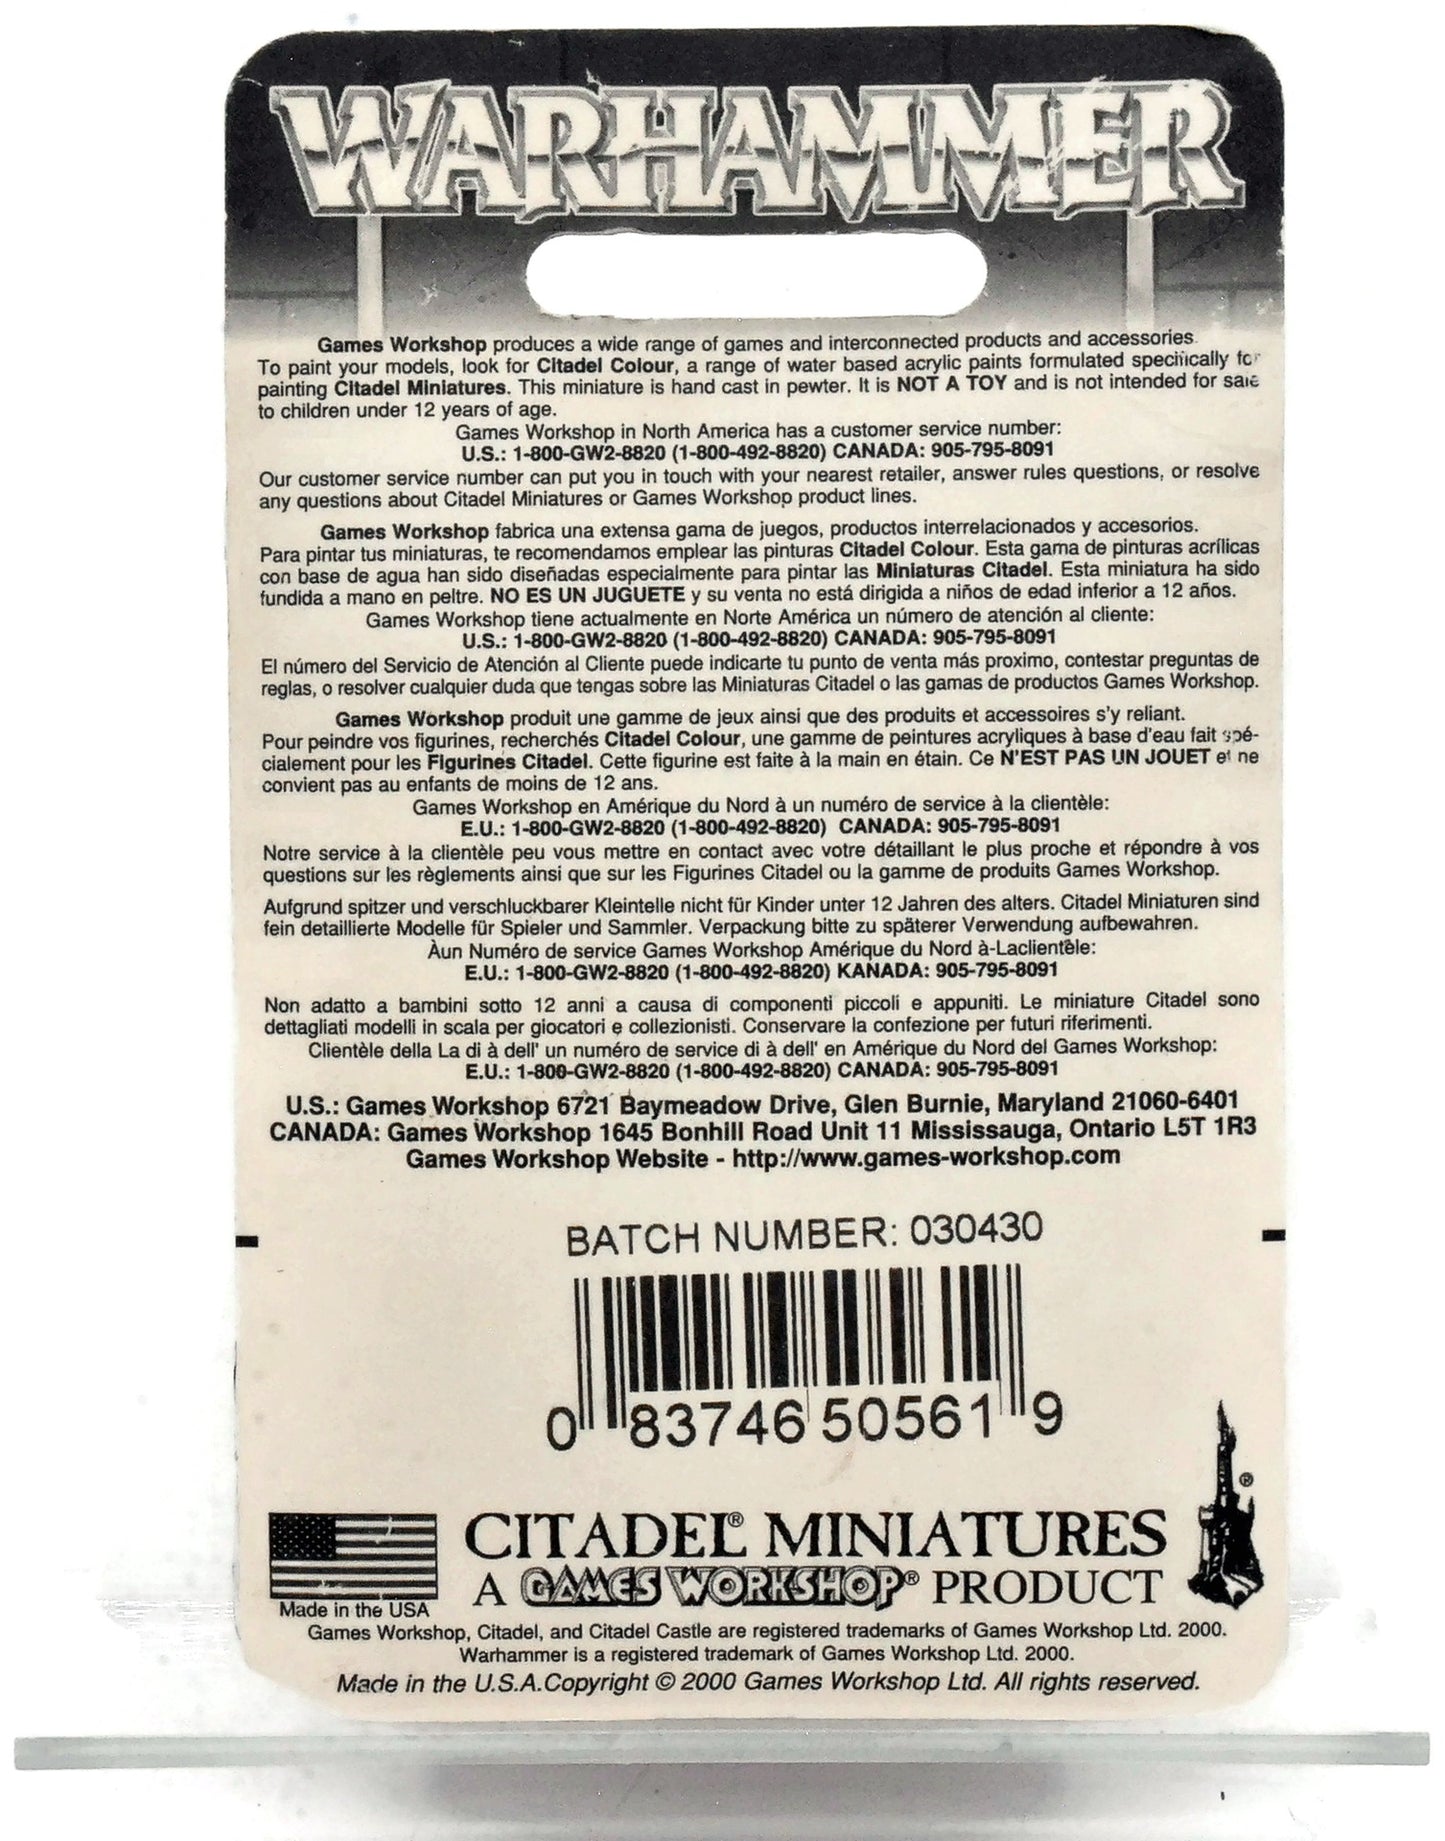 WARHAMMER
Games Workshop produces a wide range of games and interconnected products and accessories.
To paint your models, look for Citadel Colour, a range of water based acrylic paints formulated specifically for
painting Citadel Miniatures. This miniature is hand cast in pewter. It is NOT A TOY and is not intended for sale
to children under 12 years of age.
Games Workshop in North America has a customer service number:
U.S.: 1-800-GW2-8820 (1-800-492-8820) CANADA: 905-795-8091
Our customer service number can put you in touch with your nearest retailer, answer rules questions, or resolve
any questions about Citadel Miniatures or Games Workshop product lines.
Games Workshop fabrica una extensa gama de juegos, productos interrelacionados y accesorios.
Para pintar tus miniaturas, te recomendamos emplear las pinturas Citadel Colour. Esta gama de pinturas acrílicas
con base de agua han sido diseñadas especialmente para pintar las Miniaturas Citadel. Esta miniatura ha sido
fundida a mano en peltre. NO ES UN JUGUETE y su venta no está dirigida a niños de edad inferior a 12 años.
Games Workshop tiene actualmente en Norte América un número de atención al cliente:
U.S.: 1-800-GW2-8820 (1-800-492-8820) CANADA: 905-795-8091
El número del Servicio de Atención al Cliente puede indicarte tu punto de venta más proximo, contestar preguntas de
reglas, o resolver cualquier duda que tengas sobre las Miniaturas Citadel o las gamas de productos Games Workshop.
Games Workshop produit une gamme de jeux ainsi que des produits et accessoires s'y reliant.
Pour peindre vos figurines, recherchés Citadel Colour, une gamme de peintures acryliques à base d'eau fait spé-
cialement pour les Figurines Citadel. Cette figurine est faite à la main en étain. Ce N'EST PAS UN JOUET et ne
convient pas au enfants de moins de 12 ans.
Games Workshop en Amérique du Nord à un numéro de service à la clientèle:
E.U.: 1-800-GW2-8820 (1-800-492-8820) CANADA: 905-795-8091
Notre service à la clientèle peu vous mettre en contact avec votre détaillant le plus proche et répondre à vos
questions sur les règlements ainsi que sur les Figurines Citadel ou la gamme de produits Games Workshop.
Aufgrund spitzer und verschluckbarer Kleintelle nicht für Kinder unter 12 Jahren des alters. Citadel Miniaturen sind
fein detaillierte Modelle für Spieler und Sammler. Verpackung bitte zu späterer Verwendung aufbewahren.
Àun Numéro de service Games Workshop Amérique du Nord à-Laclientèle:
E.U.: 1-800-GW2-8820 (1-800-492-8820) KANADA: 905-795-8091
Non adatto a bambini sotto 12 anni a causa di componenti piccoli e appuniti. Le miniature Citadel sono
dettagliati modelli in scala per giocatori e collezionisti. Conservare la confezione per futuri riferimenti.
Clientèle della La di à dell' un numéro de service di à dell' en Amérique du Nord del Games Workshop:
E.U.: 1-800-GW2-8820 (1-800-492-8820) CANADA: 905-795-8091
U.S.: Games Workshop 6721 Baymeadow Drive, Glen Burnie, Maryland 21060-6401
CANADA: Games Workshop 1645 Bonhill Road Unit 11 Mississauga, Ontario L5T 1R3
Games Workshop Website - http://www.games-workshop.com
BATCH NUMBER: 030430
0 83746 50561 9
CITADEL® MINIATURES ®
A GAMES WORKSHOP® PRODUCT
Made in the USA
Games Workshop, Citadel, and Citadel Castle are registered trademarks of Games Workshop Ltd. 2000.
Warhammer is a registered trademark of Games Workshop Ltd. 2000.
Made in the U.S.A.Copyright © 2000 Games Workshop Ltd. All rights reserved.